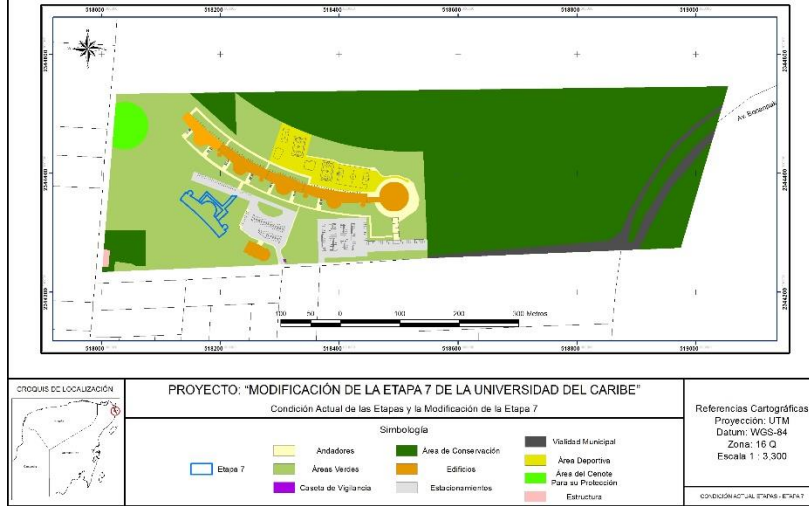 518000 518200 518400 518600 518800 519000
Av. Bonampak
100 50 0 100 200 300 Metros
518000 518200 518400 518600 518800 519000
CROQUIS DE LOCALIZACIÓN
PROYECTO: “MODIFICACIÓN DE LA ETAPA 7 DE LA UNIVERSIDAD DEL CARIBE”
Condición Actual de las Etapas y la Modificación de la Etapa 7
Simbología
Etapa 7
Andadores
Áreas Verdes
Caseta de Vigilancia
Área de Conservación
Edificios
Estacionamientos
Vialidad Municipal
Área Deportiva
Área del Cenote
Para su Protección
Estructura
Referencias Cartográficas
Proyección: UTM
Datum: WGS-84
Zona: 16 Q
Escala 1 : 3,300
CONDICIÓN ACTUAL ETAPAS - ETAPA 7